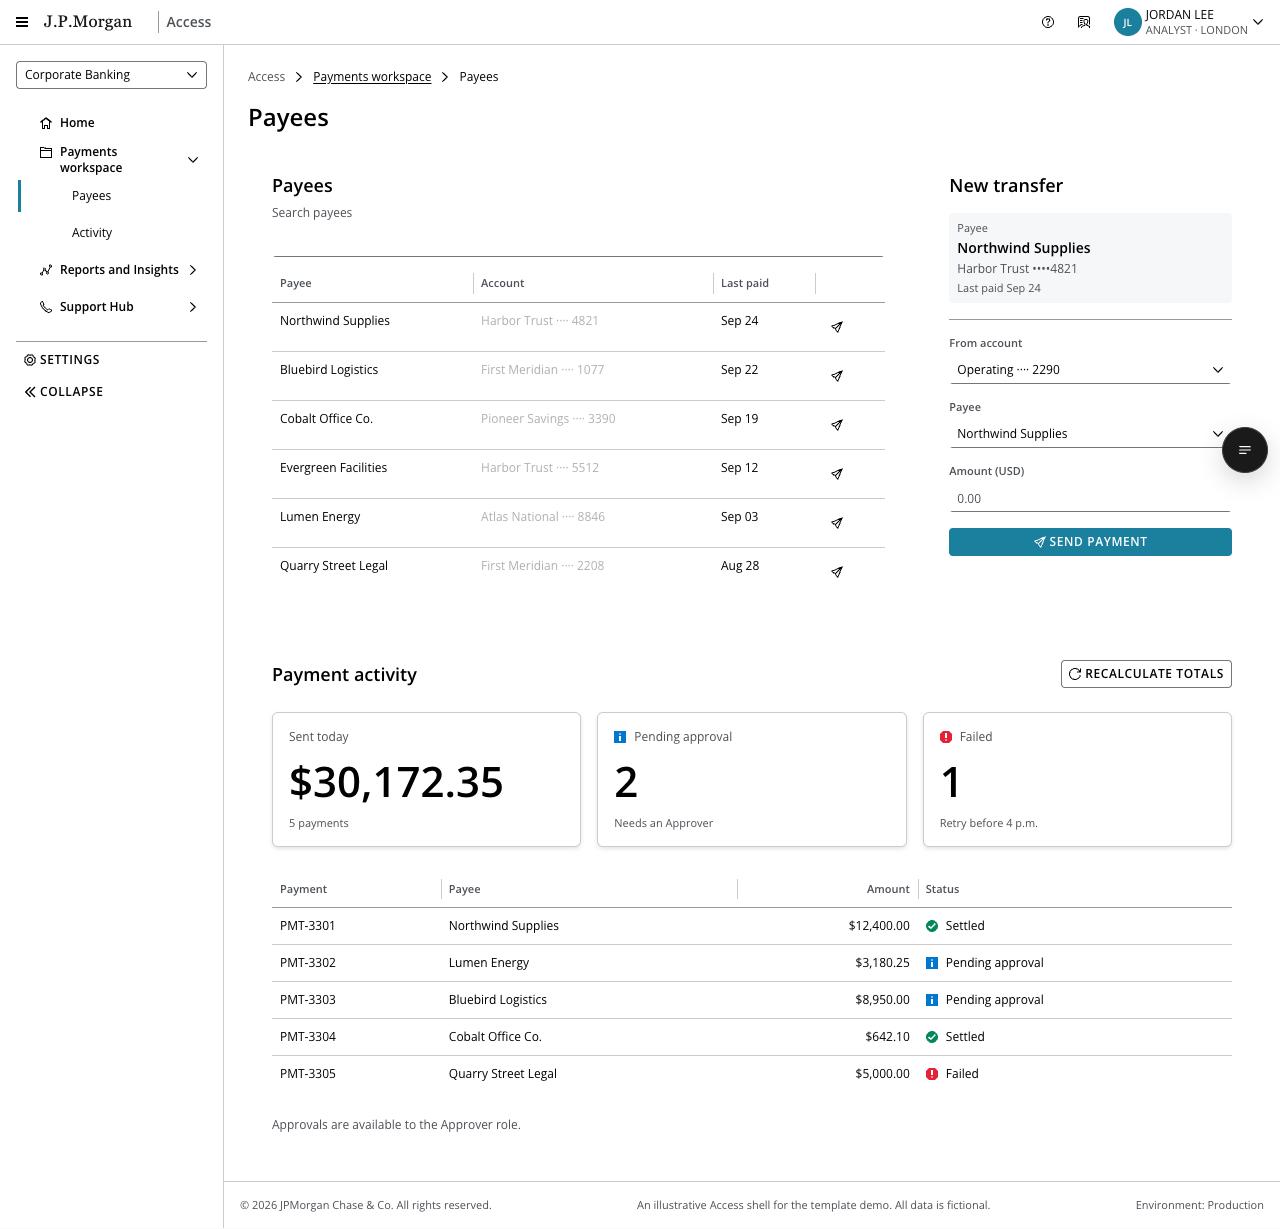 J.P.Morgan Access
JL JORDAN LEE
ANALYST · LONDON
Corporate Banking
Home
Payments workspace
Payees
Activity
Reports and Insights
Support Hub
SETTINGS
COLLAPSE
Access Payments workspace Payees
Payees
Payees
Search payees
Payee Account Last paid
Northwind Supplies Harbor Trust ···· 4821 Sep 24
Bluebird Logistics First Meridian ···· 1077 Sep 22
Cobalt Office Co. Pioneer Savings ···· 3390 Sep 19
Evergreen Facilities Harbor Trust ···· 5512 Sep 12
Lumen Energy Atlas National ···· 8846 Sep 03
Quarry Street Legal First Meridian ···· 2208 Aug 28
New transfer
Payee
Northwind Supplies
Harbor Trust ••••4821
Last paid Sep 24
From account
Operating ···· 2290
Payee
Northwind Supplies
Amount (USD)
0.00
SEND PAYMENT
Payment activity
RECALCULATE TOTALS
Sent today
$30,172.35
5 payments
Pending approval
2
Needs an Approver
Failed
1
Retry before 4 p.m.
Payment Payee Amount Status
PMT-3301 Northwind Supplies $12,400.00 Settled
PMT-3302 Lumen Energy $3,180.25 Pending approval
PMT-3303 Bluebird Logistics $8,950.00 Pending approval
PMT-3304 Cobalt Office Co. $642.10 Settled
PMT-3305 Quarry Street Legal $5,000.00 Failed
Approvals are available to the Approver role.
© 2026 JPMorgan Chase & Co. All rights reserved. An illustrative Access shell for the template demo. All data is fictional. Environment: Production